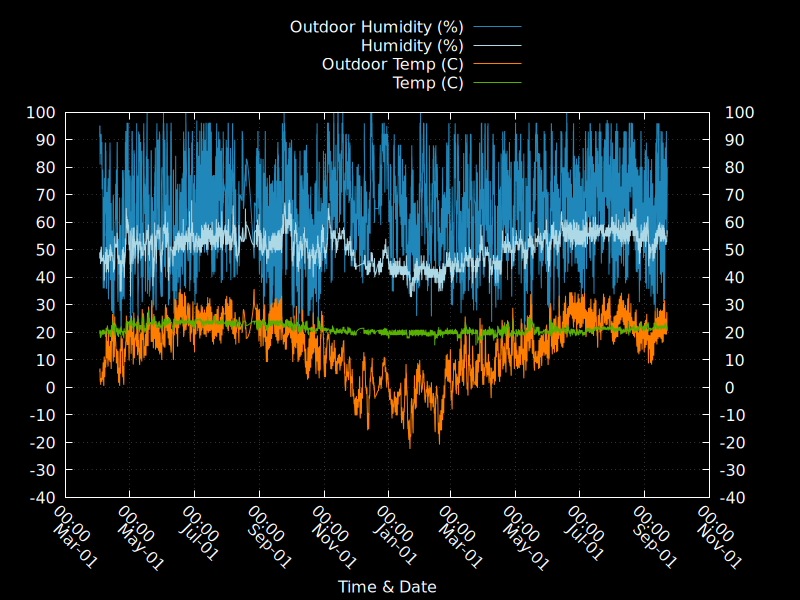 Outdoor Humidity (%)
Humidity (%)
Outdoor Temp (C)
Temp (C)
100 100
90 90
80 80
70 70
60 60
50 50
40 40
30 30
20 20
10 10
0 0
-10 -10
-20 -20
-30 -30
-40 -40
00:00 00:00 00:00 00:00 00:00 00:00 00:00 00:00 00:00 00:00 00:00
Mar-01 May-01 Jul-01 Sep-01 Nov-01 Jan-01 Mar-01 May-01 Jul-01 Sep-01 Nov-01
Time & Date